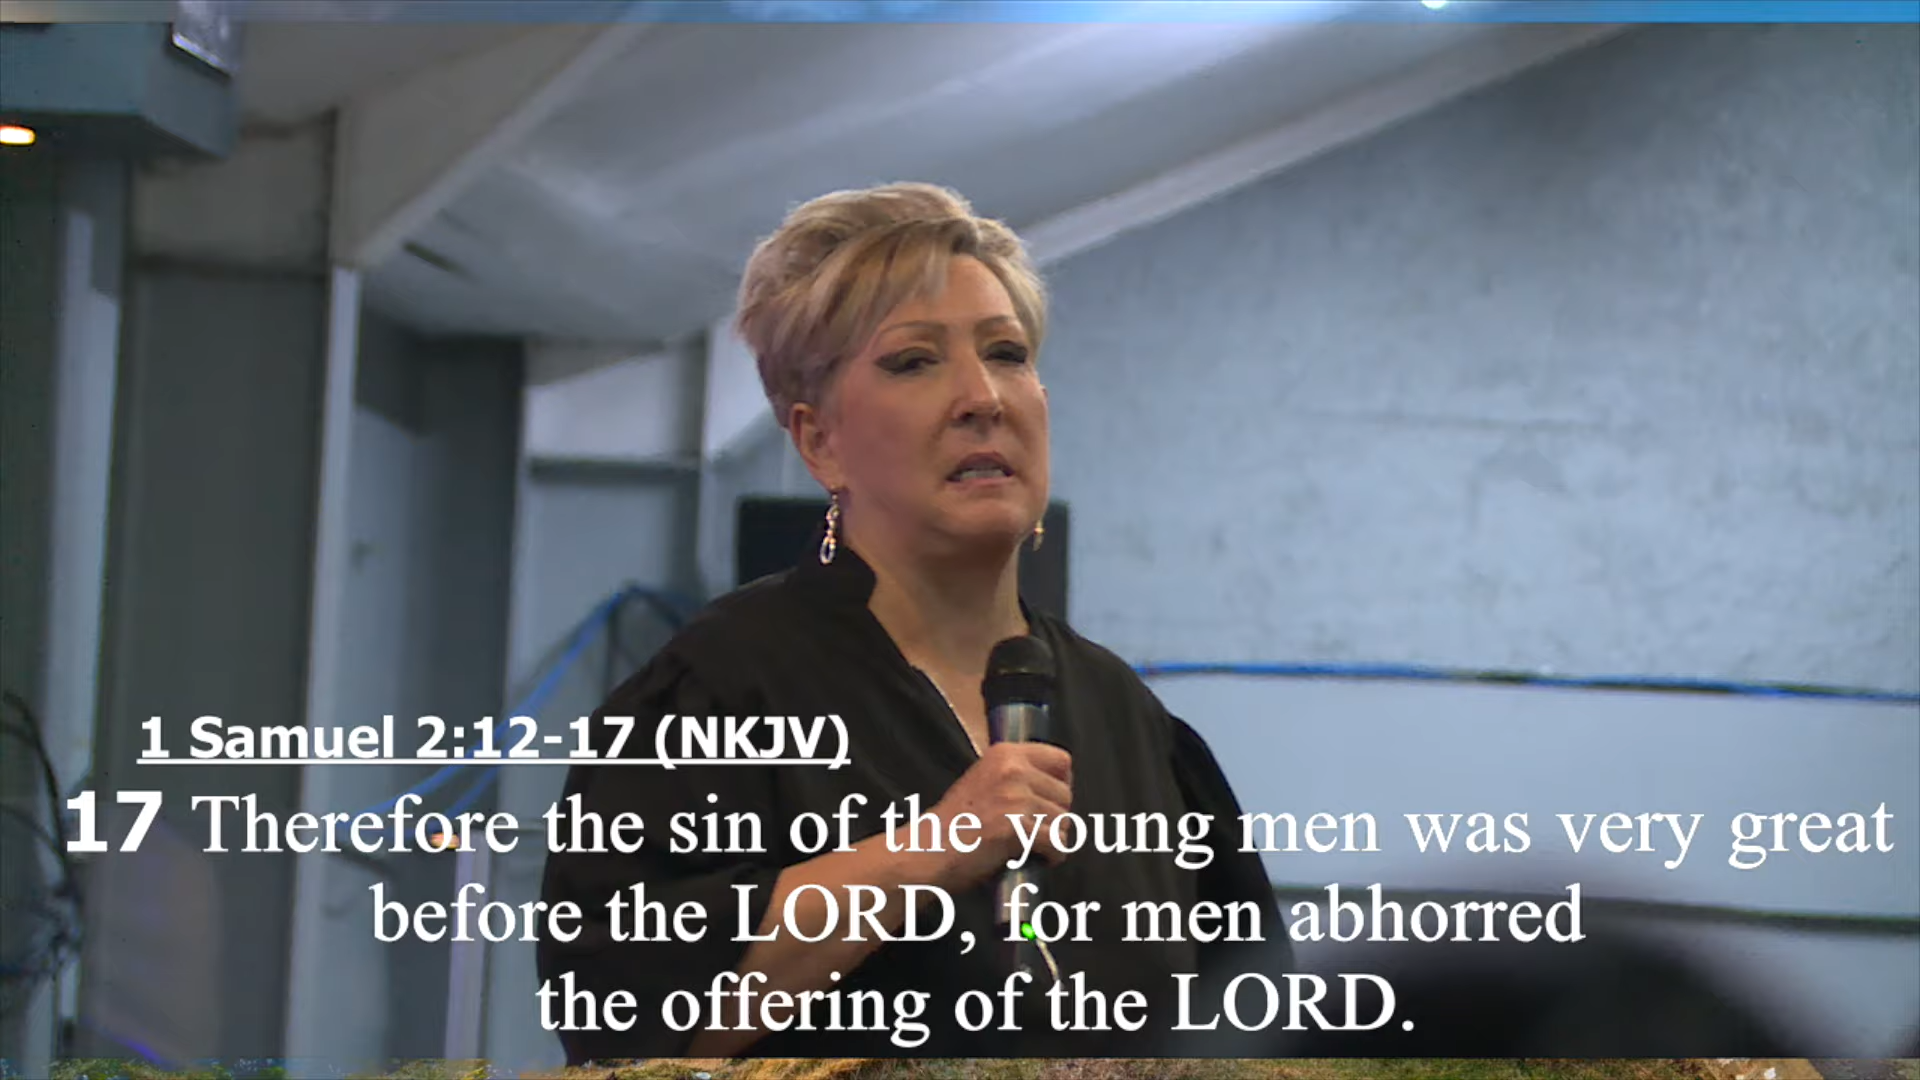 1 Samuel 2:12-17 (NKJV)
17 Therefore the sin of the young men was very great
before the LORD, for men abhorred
the offering of the LORD.